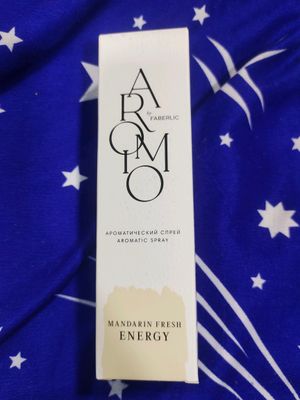 AROMIO
by FABERLIC
АРОМАТИЧЕСКИЙ СПРЕЙ
AROMATIC SPRAY
MANDARIN FRESH
ENERGY